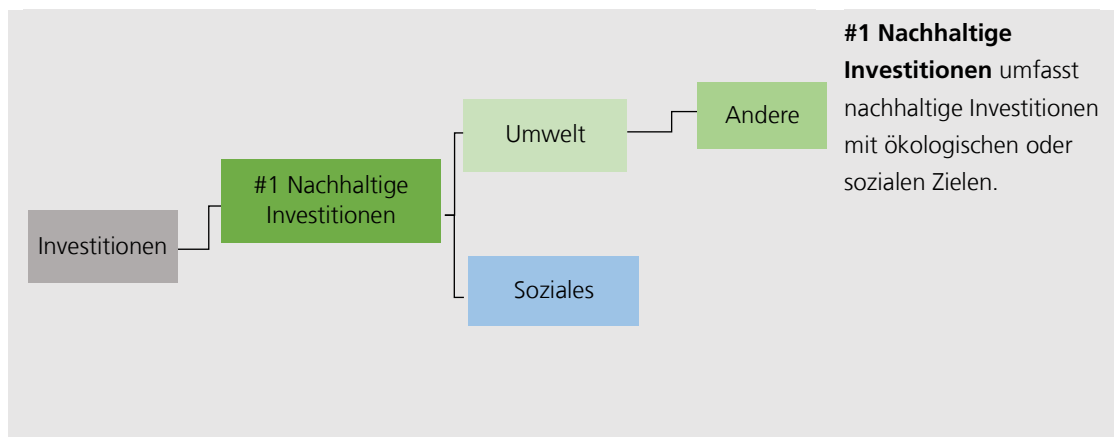 Investitionen
#1 Nachhaltige
Investitionen
Umwelt
Andere
Soziales
#1 Nachhaltige
Investitionen umfasst
nachhaltige Investitionen
mit ökologischen oder
sozialen Zielen.